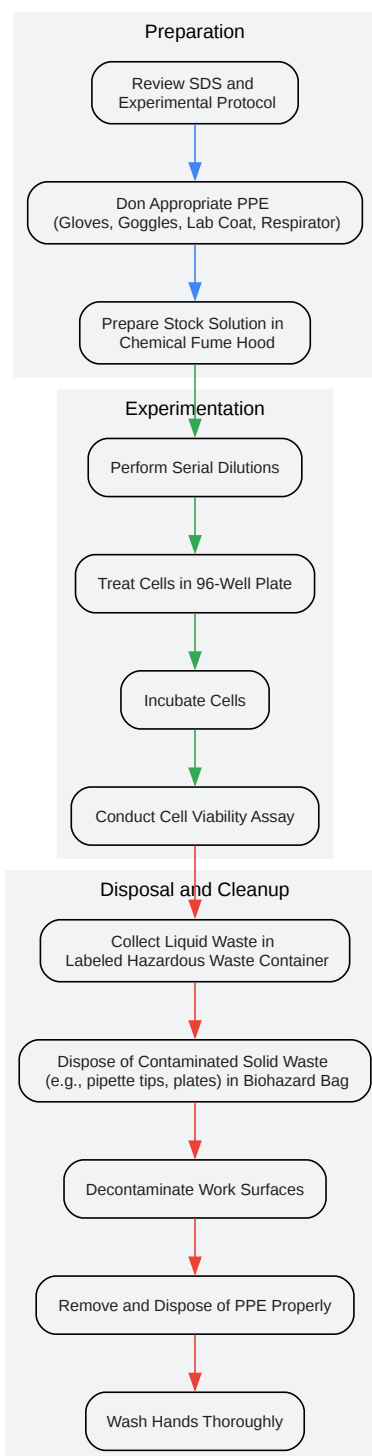 Preparation
Review SDS and
Experimental Protocol
Don Appropriate PPE
(Gloves, Goggles, Lab Coat, Respirator)
Prepare Stock Solution in
Chemical Fume Hood
Experimentation
Perform Serial Dilutions
Treat Cells in 96-Well Plate
Incubate Cells
Conduct Cell Viability Assay
Disposal and Cleanup
Collect Liquid Waste in
Labeled Hazardous Waste Container
Dispose of Contaminated Solid Waste
(e.g., pipette tips, plates) in Biohazard Bag
Decontaminate Work Surfaces
Remove and Dispose of PPE Properly
Wash Hands Thoroughly